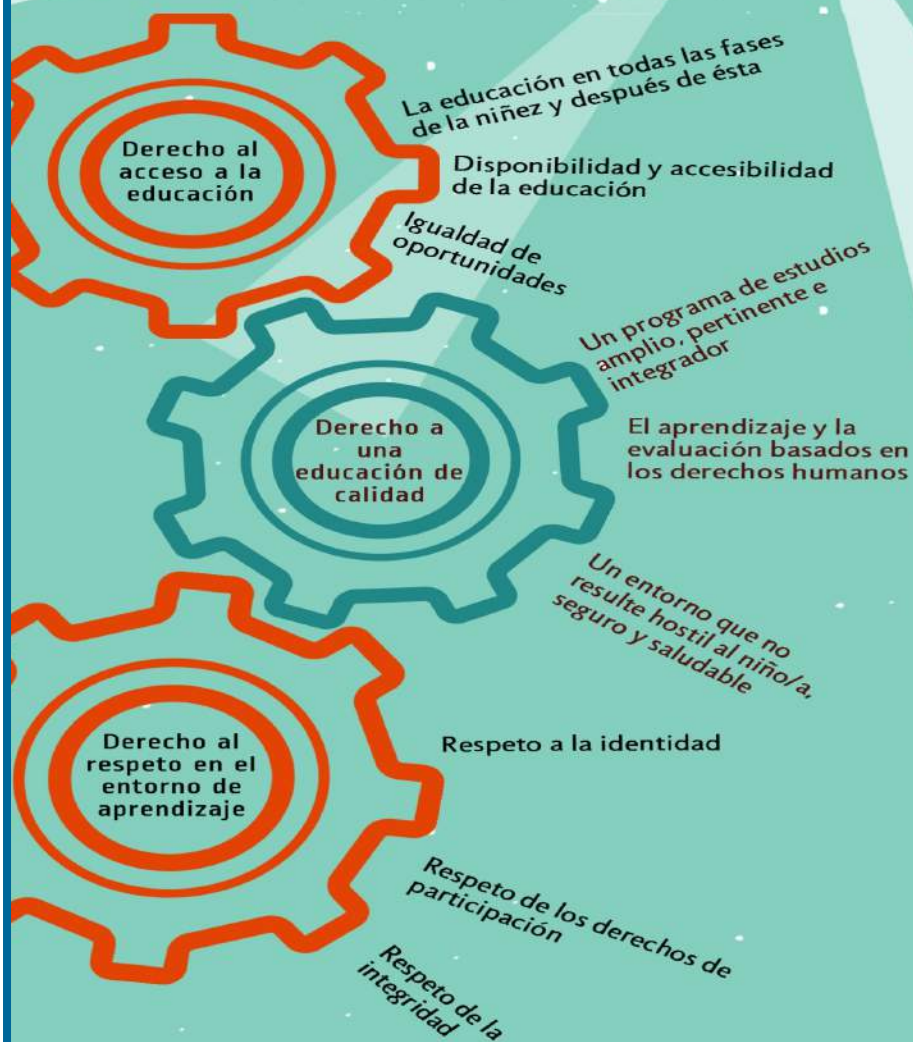 Derecho al
acceso a la
educación
La educación en todas las fases
de la niñez y después de ésta
Disponibilidad y accesibilidad
de la educación
Igualdad de
oportunidades
Derecho a
una
educación de
calidad
Un programa de estudios
amplio, pertinente e
integrador
El aprendizaje y la
evaluación basados en
los derechos humanos
Un entorno que no
resulte hostil al niño/a,
seguro y saludable
Derecho al
respeto en el
entorno de
aprendizaje
Respeto a la identidad
Respeto de los derechos de
participación
Respeto de la
integridad